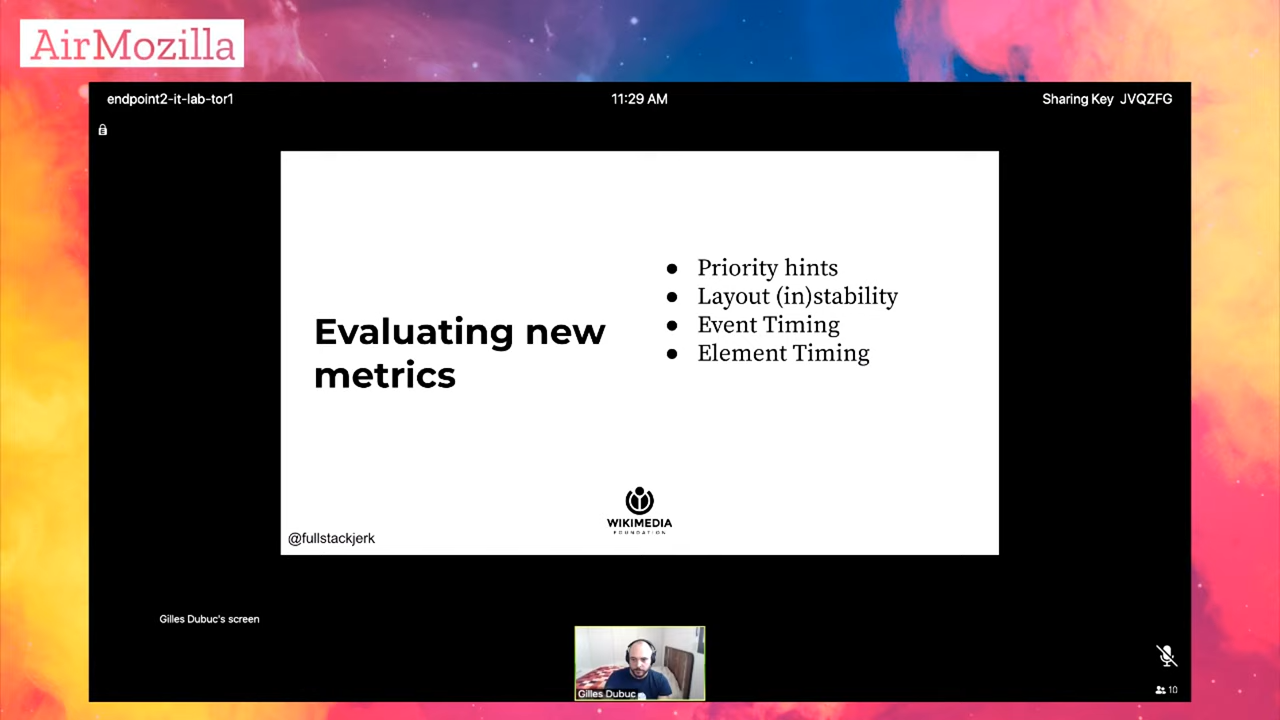 AirMozilla
endpoint2-it-lab-tor1
11:29 AM
Sharing Key JVQZFG
Evaluating new
metrics
● Priority hints
● Layout (in)stability
● Event Timing
● Element Timing
WIKIMEDIA
FOUNDATION
@fullstackjerk
Gilles Dubuc's screen
Gilles Dubuc
10